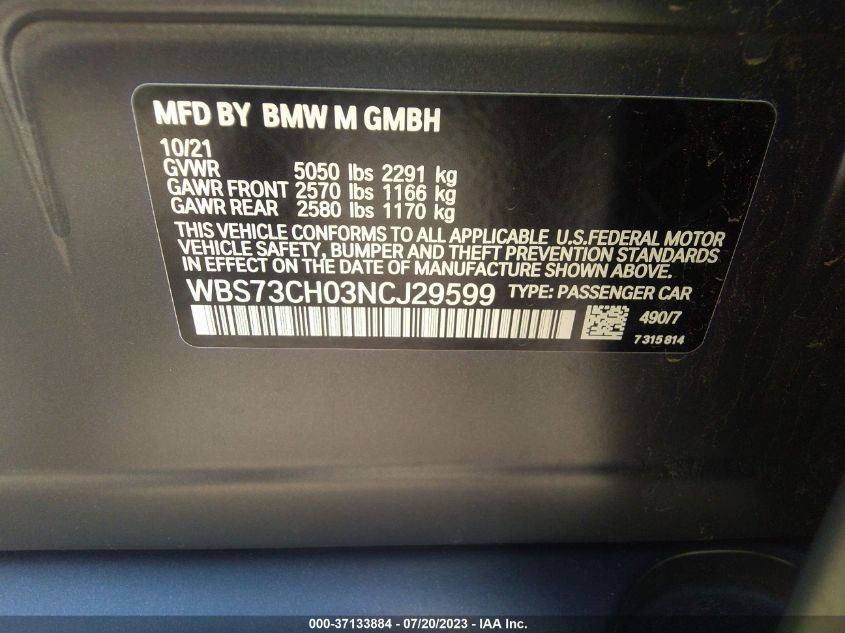 MFD BY BMW M GMBH
10/21
GVWR 5050 lbs 2291 kg
GAWR FRONT 2570 lbs 1166 kg
GAWR REAR 2580 lbs 1170 kg
THIS VEHICLE CONFORMS TO ALL APPLICABLE U.S.FEDERAL MOTOR
VEHICLE SAFETY, BUMPER AND THEFT PREVENTION STANDARDS
IN EFFECT ON THE DATE OF MANUFACTURE SHOWN ABOVE.
WBS73CH03NCJ29599 TYPE: PASSENGER CAR
490/7
7 315 814
000-37133884 / 07/20/2023 - IAA Inc.